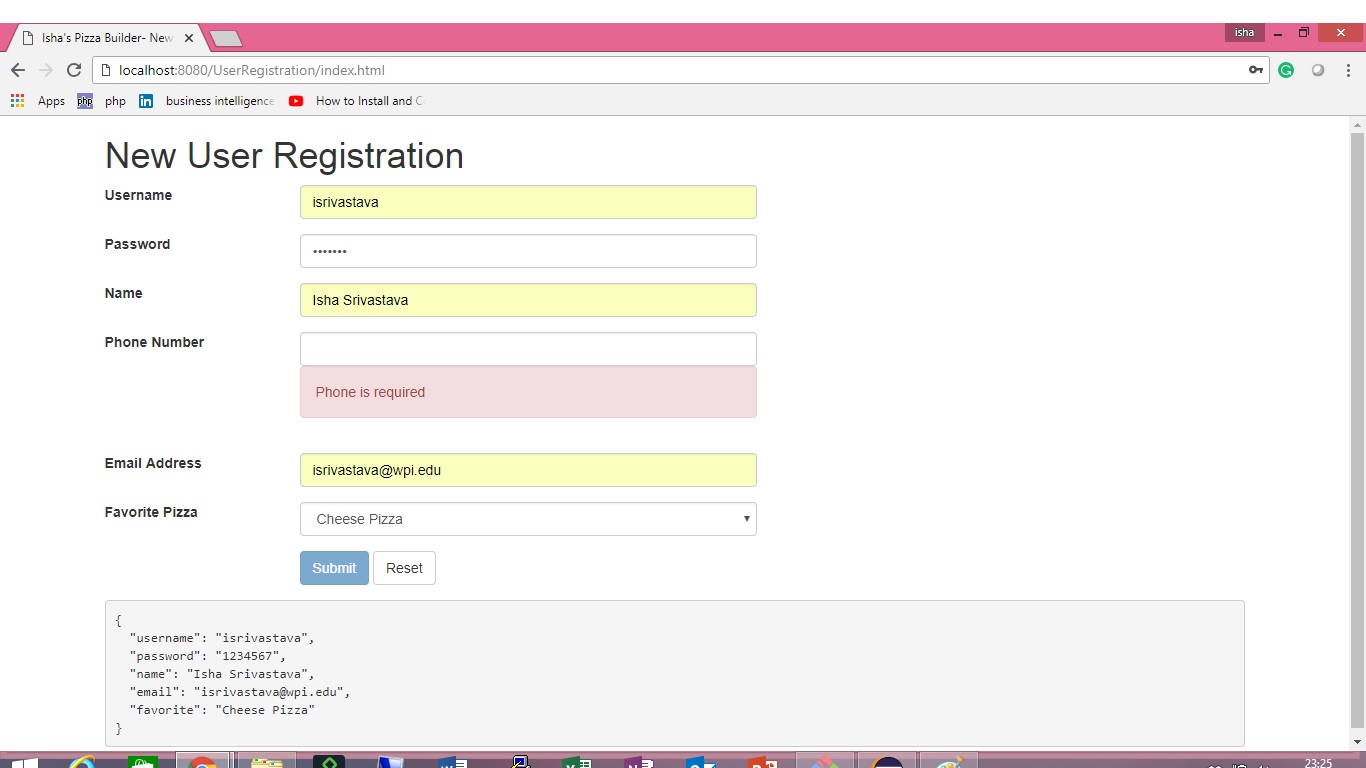 Isha's Pizza Builder- New
isha
localhost:8080/UserRegistration/index.html
Apps php php in business intelligence How to Install and C
New User Registration
Username
isrivastava
Password
•••••••
Name
Isha Srivastava
Phone Number
Phone is required
Email Address
isrivastava@wpi.edu
Favorite Pizza
Cheese Pizza
Submit Reset
{
"username": "isrivastava",
"password": "1234567",
"name": "Isha Srivastava",
"email": "isrivastava@wpi.edu",
"favorite": "Cheese Pizza"
}
23:25